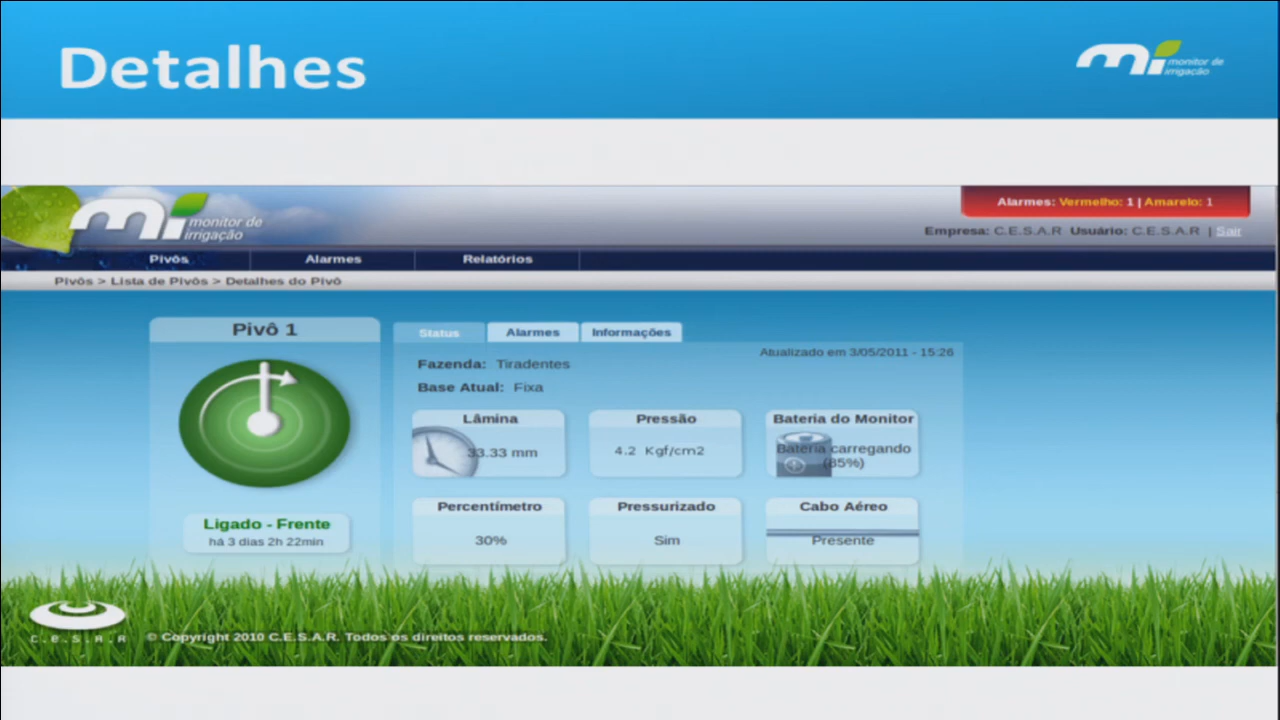 Detalhes
mi monitor de
irrigação
mi monitor de
irrigação
Alarmes: Vermelho: 1 | Amarelo: 1
Empresa: C.E.S.A.R Usuário: C.E.S.A.R | Sair
Pivôs Alarmes Relatórios
Pivôs > Lista de Pivôs > Detalhes do Pivô
Pivô 1
Status Alarmes Informações
Atualizado em 3/05/2011 - 15:26
Fazenda: Tiradentes
Base Atual: Fixa
Lâmina Pressão Bateria do Monitor
33.33 mm 4.2 Kgf/cm2 Bateria carregando
(85%)
Percentímetro Pressurizado Cabo Aéreo
30% Sim Presente
Ligado - Frente
há 3 dias 2h 22min
C.E.S.A.R
© Copyright 2010 C.E.S.A.R. Todos os direitos reservados.